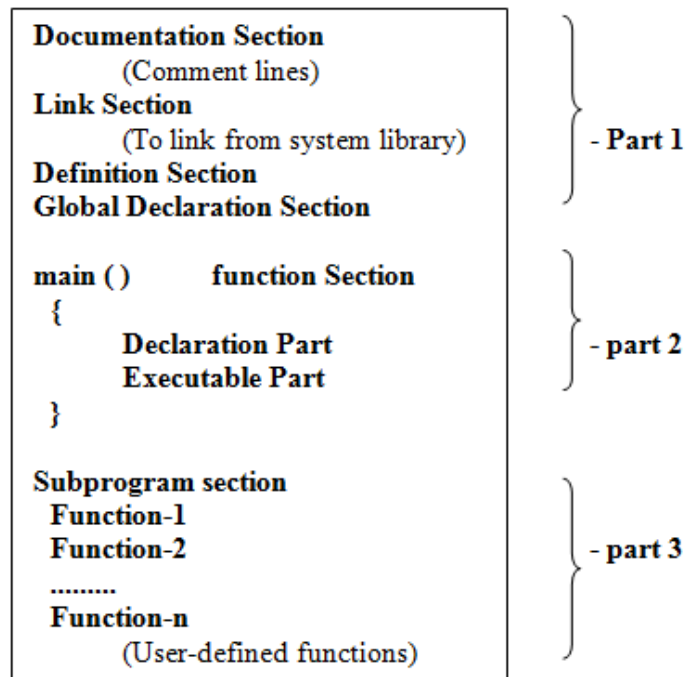 Documentation Section
(Comment lines)
Link Section
(To link from system library)
- Part 1
Definition Section
Global Declaration Section
main ( ) function Section
{
Declaration Part
- part 2
Executable Part
}
Subprogram section
Function-1
Function-2
- part 3
.........
Function-n
(User-defined functions)